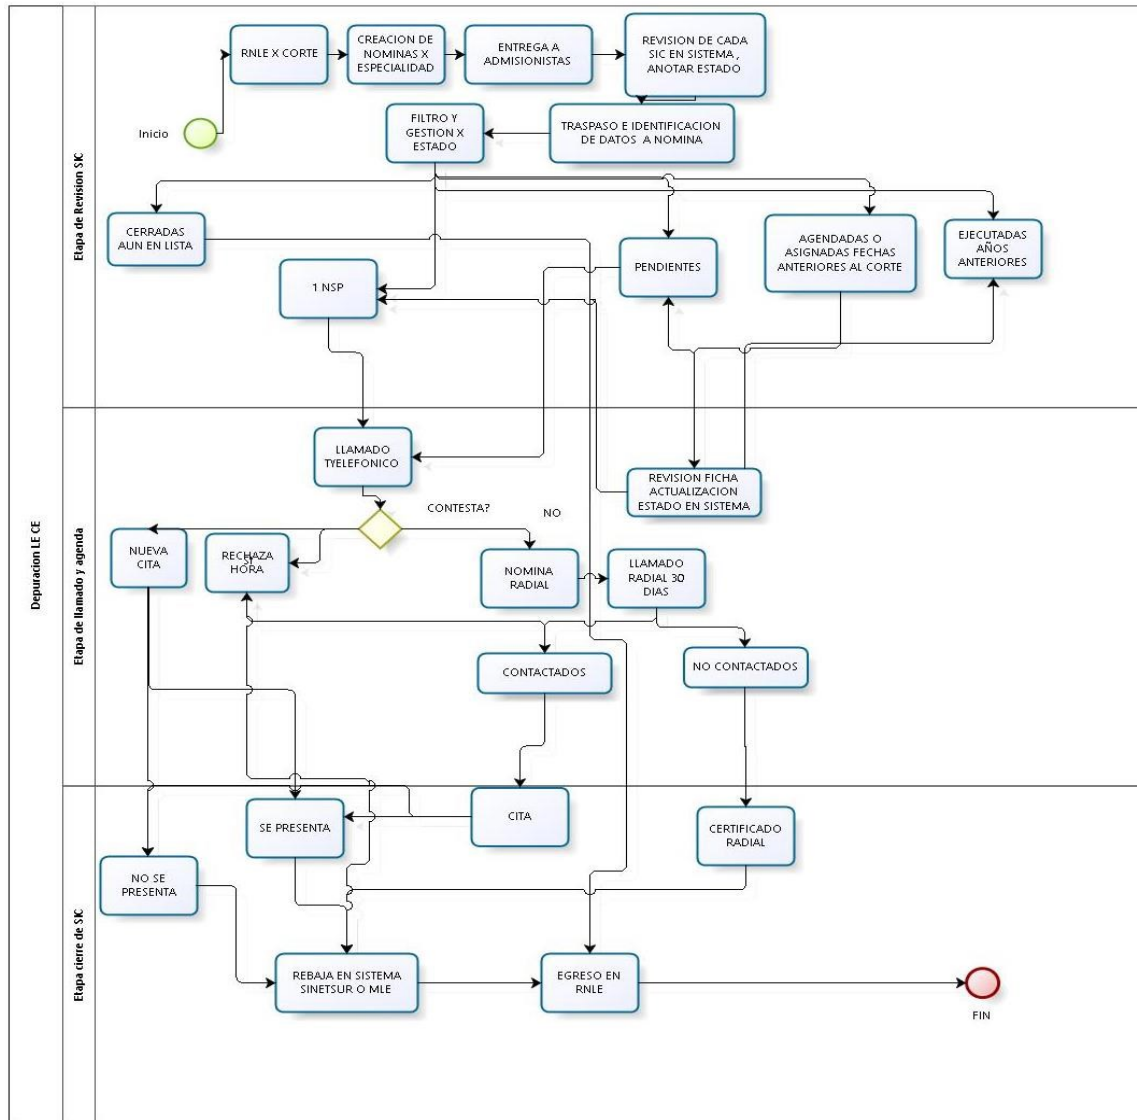 Depuracion LE CE
Etapa de Revision SIC
RNLE X CORTE
CREACION DE
NOMINAS X
ESPECIALIDAD
ENTREGA A
ADMISIONISTAS
REVISION DE CADA
SIC EN SISTEMA ,
ANOTAR ESTADO
Inicio
FILTRO Y
GESTION X
ESTADO
TRASPASO E IDENTIFICACION
DE DATOS A NOMINA
CERRADAS
AUN EN LISTA
1 NSP
PENDIENTES
AGENDADAS O
ASIGNADAS FECHAS
ANTERIORES AL CORTE
EJECUTADAS
AÑOS
ANTERIORES
Etapa de llamado y agenda
LLAMADO
TYELEFONICO
REVISION FICHA
ACTUALIZACION
ESTADO EN SISTEMA
CONTESTA?
NO
NUEVA
CITA
RECHAZA
SI
HORA
NOMINA
RADIAL
LLAMADO
RADIAL 30
DIAS
CONTACTADOS
NO CONTACTADOS
Etapa cierre de SIC
SE PRESENTA
CITA
CERTIFICADO
RADIAL
NO SE
PRESENTA
REBAJA EN SISTEMA
SINETSUR O MLE
EGRESO EN
RNLE
FIN